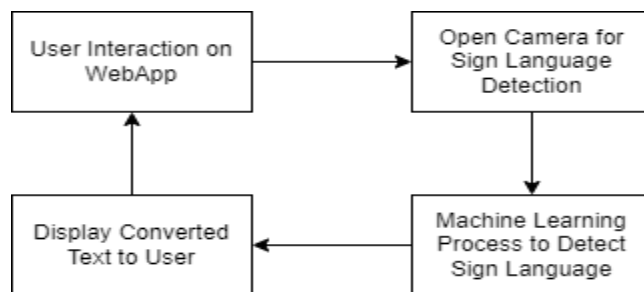 User Interaction on
WebApp
Open Camera for
Sign Language
Detection
Display Converted
Text to User
Machine Learning
Process to Detect
Sign Language